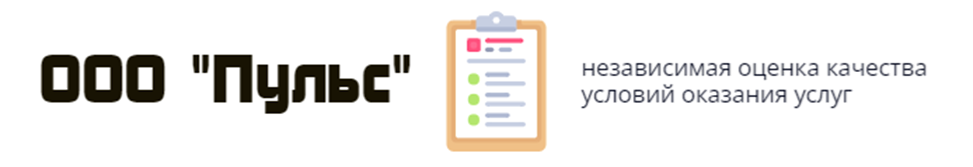 ООО "Пульс"
независимая оценка качества
условий оказания услуг